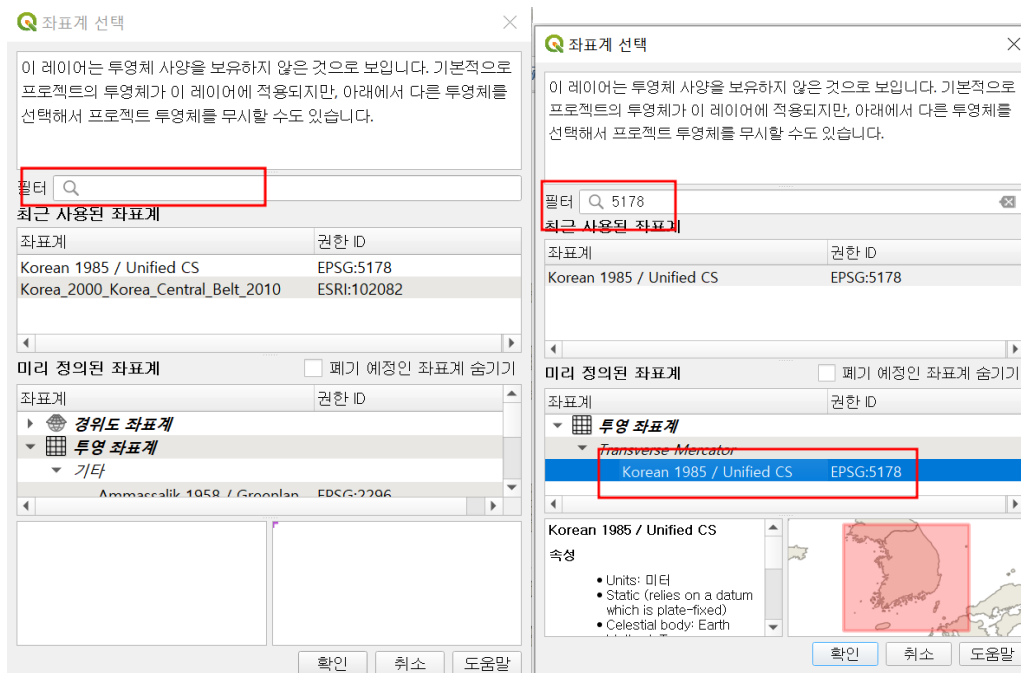 좌표계 선택
이 레이어는 투영체 사양을 보유하지 않은 것으로 보입니다. 기본적으로
프로젝트의 투영체가 이 레이어에 적용되지만, 아래에서 다른 투영체를
선택해서 프로젝트 투영체를 무시할 수도 있습니다.
필터
최근 사용된 좌표계
좌표계 권한 ID
Korean 1985 / Unified CS EPSG:5178
Korea_2000_Korea_Central_Belt_2010 ESRI:102082
미리 정의된 좌표계 폐기 예정인 좌표계 숨기기
좌표계 권한 ID
경위도 좌표계
투영 좌표계
기타
Ammassalik 1958 / Greenlan EPSG:2296
확인 취소 도움말
좌표계 선택
이 레이어는 투영체 사양을 보유하지 않은 것으로 보입니다. 기본적으로
프로젝트의 투영체가 이 레이어에 적용되지만, 아래에서 다른 투영체를
선택해서 프로젝트 투영체를 무시할 수도 있습니다.
필터 5178
최근 사용된 좌표계
좌표계 권한 ID
Korean 1985 / Unified CS EPSG:5178
미리 정의된 좌표계 폐기 예정인 좌표계 숨기기
좌표계 권한 ID
투영 좌표계
Transverse Mercator
Korean 1985 / Unified CS EPSG:5178
Korean 1985 / Unified CS
속성
• Units: 미터
• Static (relies on a datum
which is plate-fixed)
• Celestial body: Earth
확인 취소 도움말